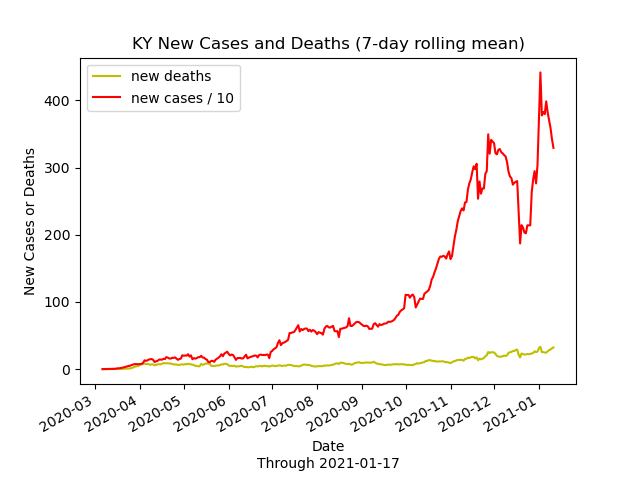 KY New Cases and Deaths (7-day rolling mean)
new deaths
new cases / 10
New Cases or Deaths
400
300
200
100
0
2020-03
2020-04
2020-05
2020-06
2020-07
2020-08
2020-09
2020-10
2020-11
2020-12
2021-01
Date
Through 2021-01-17